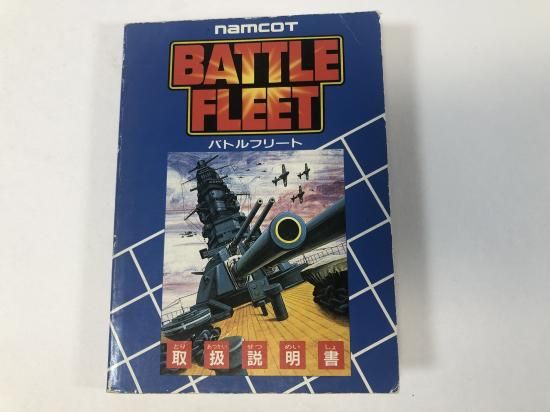 namcoT
BATTLE
FLEET
バトルフリート
とり あつかい せつ めい しょ
取扱説明書